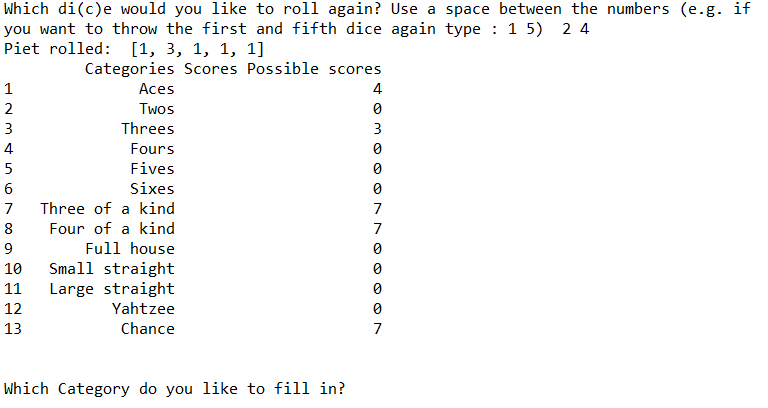 Which di(c)e would you like to roll again? Use a space between the numbers (e.g. if
you want to throw the first and fifth dice again type : 1 5)  2 4
Piet rolled:  [1, 3, 1, 1, 1]
Categories Scores Possible scores
1 Aces 4
2 Twos 0
3 Threes 3
4 Fours 0
5 Fives 0
6 Sixes 0
7 Three of a kind 7
8 Four of a kind 7
9 Full house 0
10 Small straight 0
11 Large straight 0
12 Yahtzee 0
13 Chance 7
Which Category do you like to fill in?